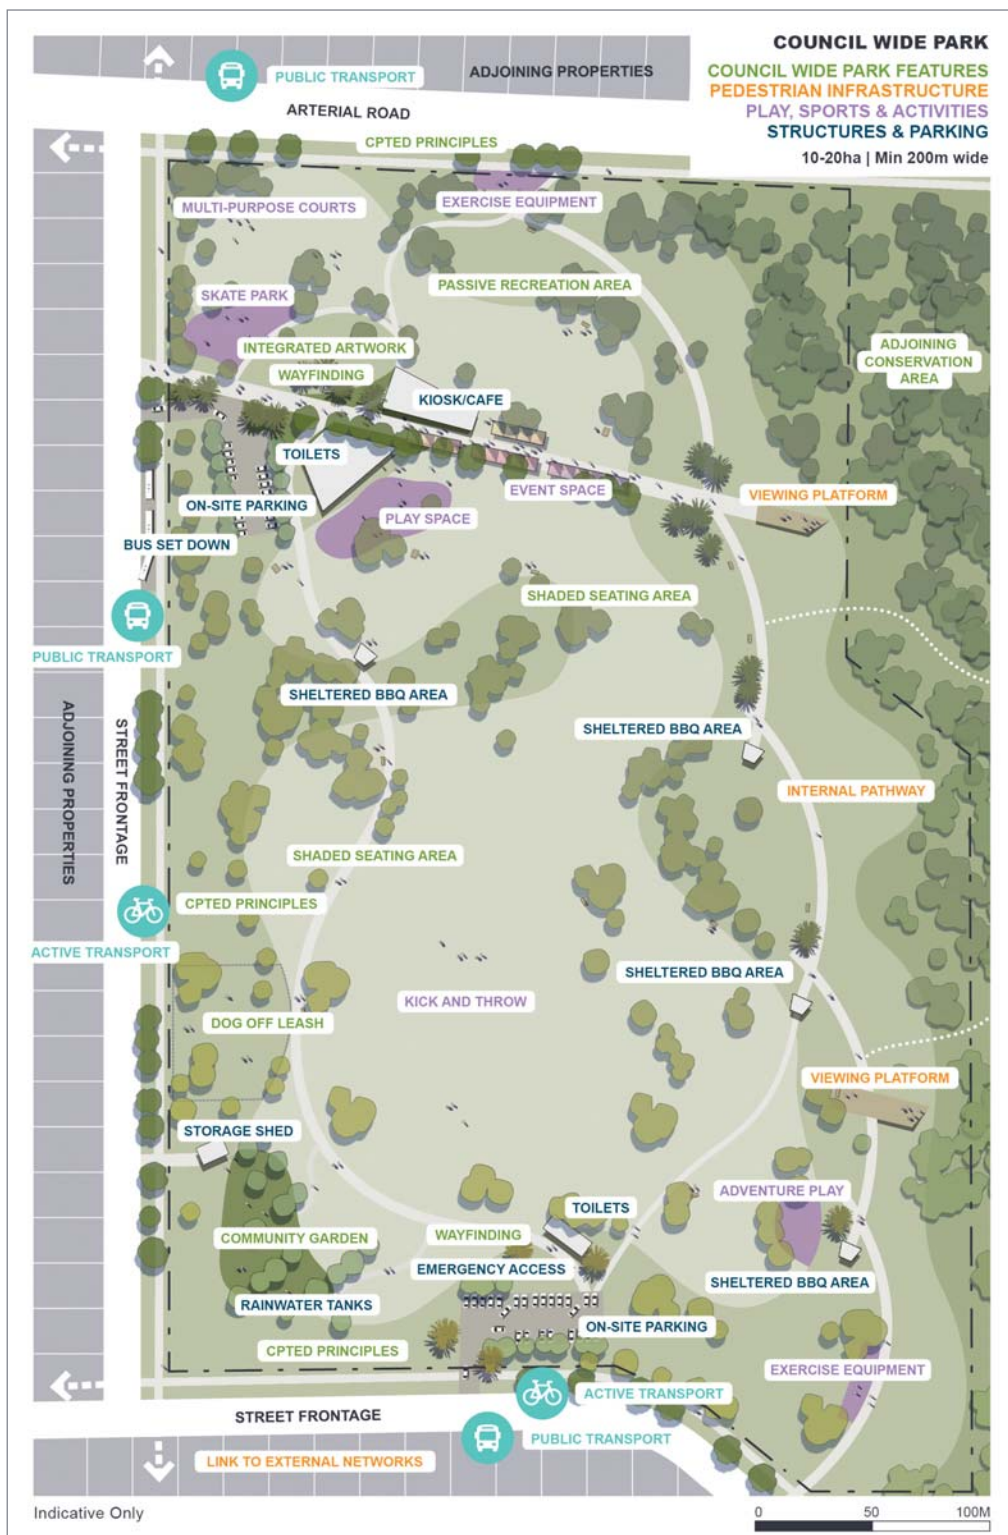 COUNCIL WIDE PARK
COUNCIL WIDE PARK FEATURES
PEDESTRIAN INFRASTRUCTURE
PLAY, SPORTS & ACTIVITIES
STRUCTURES & PARKING
10-20ha | Min 200m wide
PUBLIC TRANSPORT
ADJOINING PROPERTIES
ARTERIAL ROAD
CPTED PRINCIPLES
MULTI-PURPOSE COURTS
EXERCISE EQUIPMENT
PASSIVE RECREATION AREA
SKATE PARK
INTEGRATED ARTWORK
ADJOINING
CONSERVATION
AREA
WAYFINDING
KIOSK/CAFE
TOILETS
EVENT SPACE
VIEWING PLATFORM
ON-SITE PARKING
PLAY SPACE
BUS SET DOWN
SHADED SEATING AREA
PUBLIC TRANSPORT
SHELTERED BBQ AREA
ADJOINING PROPERTIES
STREET FRONTAGE
SHELTERED BBQ AREA
INTERNAL PATHWAY
SHADED SEATING AREA
CPTED PRINCIPLES
ACTIVE TRANSPORT
SHELTERED BBQ AREA
KICK AND THROW
DOG OFF LEASH
VIEWING PLATFORM
STORAGE SHED
ADVENTURE PLAY
TOILETS
COMMUNITY GARDEN
WAYFINDING
EMERGENCY ACCESS
SHELTERED BBQ AREA
RAINWATER TANKS
ON-SITE PARKING
CPTED PRINCIPLES
EXERCISE EQUIPMENT
ACTIVE TRANSPORT
STREET FRONTAGE
PUBLIC TRANSPORT
LINK TO EXTERNAL NETWORKS
Indicative Only
0 50 100M